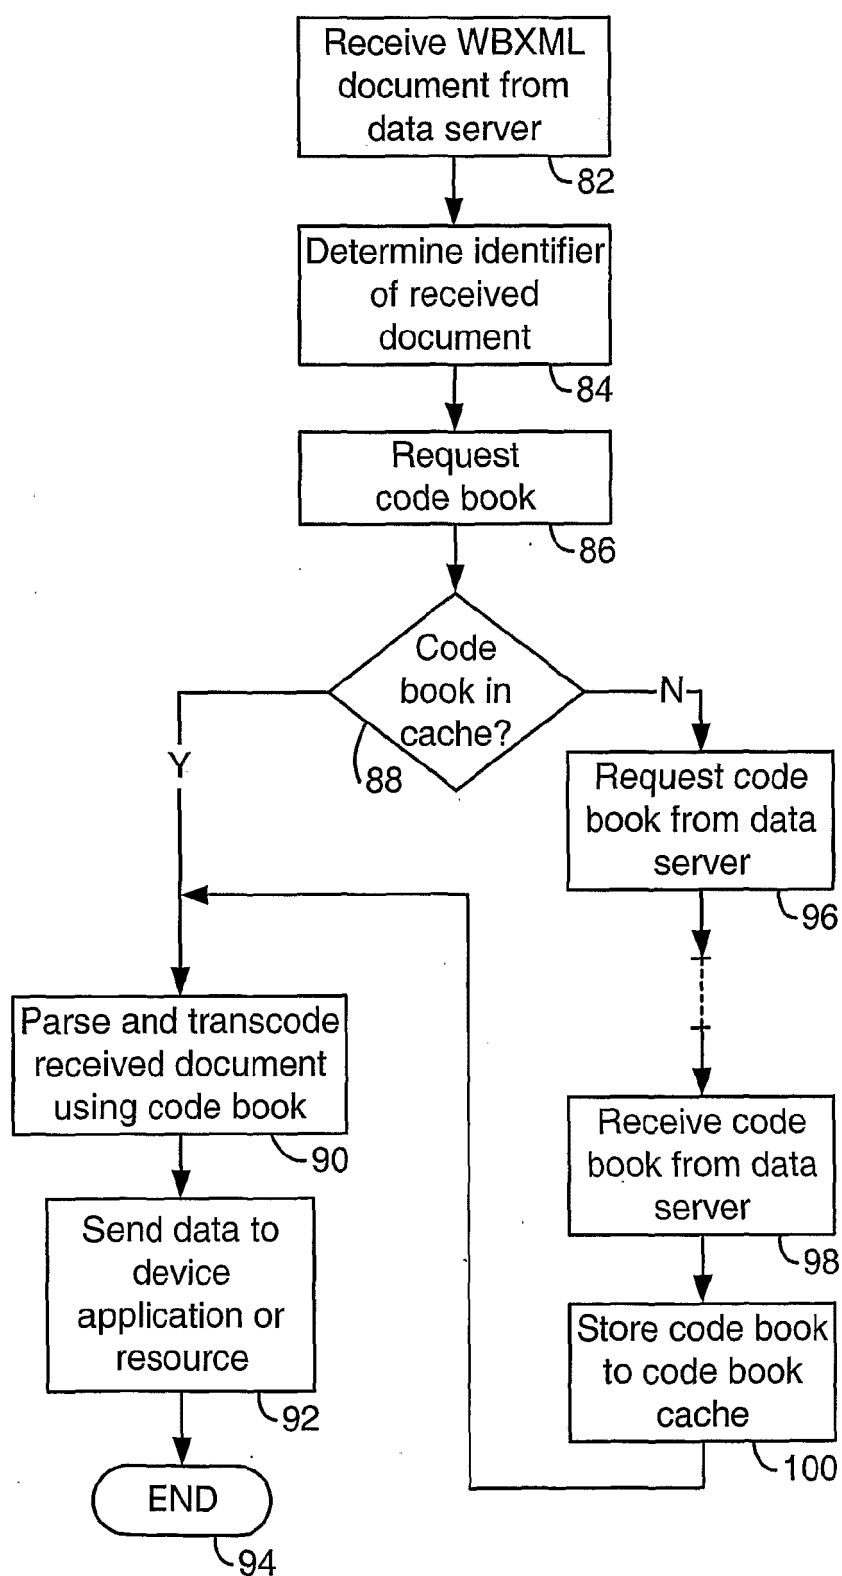 Receive WBXML
document from
data server
82
Determine identifier
of received
document
84
Request
code book
86
Code
book in
cache?
88
Y
N
Request code
book from data
server
96
Parse and transcode
received document
using code book
90
Receive code
book from data
server
98
Send data to
device
application or
resource
92
Store code book
to code book
cache
100
END
94